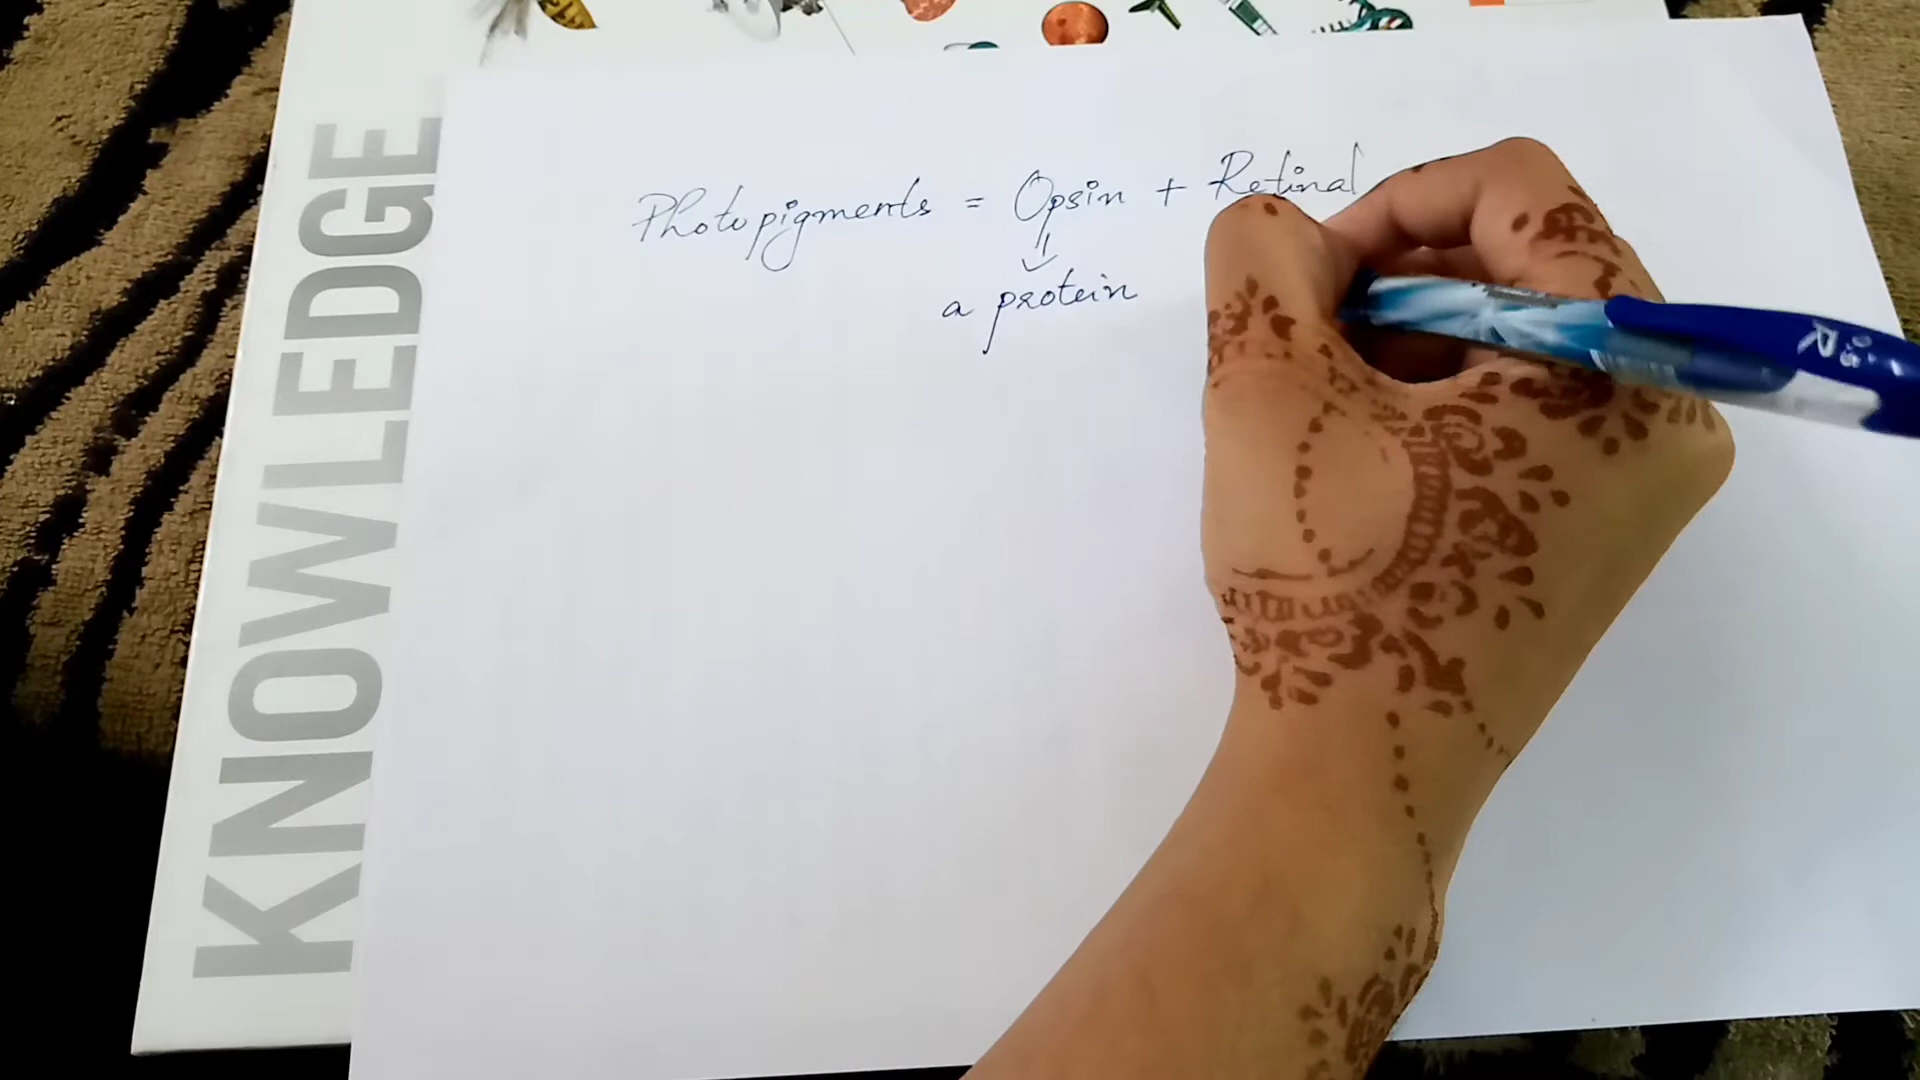 KNOWLEDGE
Photopigments = Opsin + Retinal
a protein